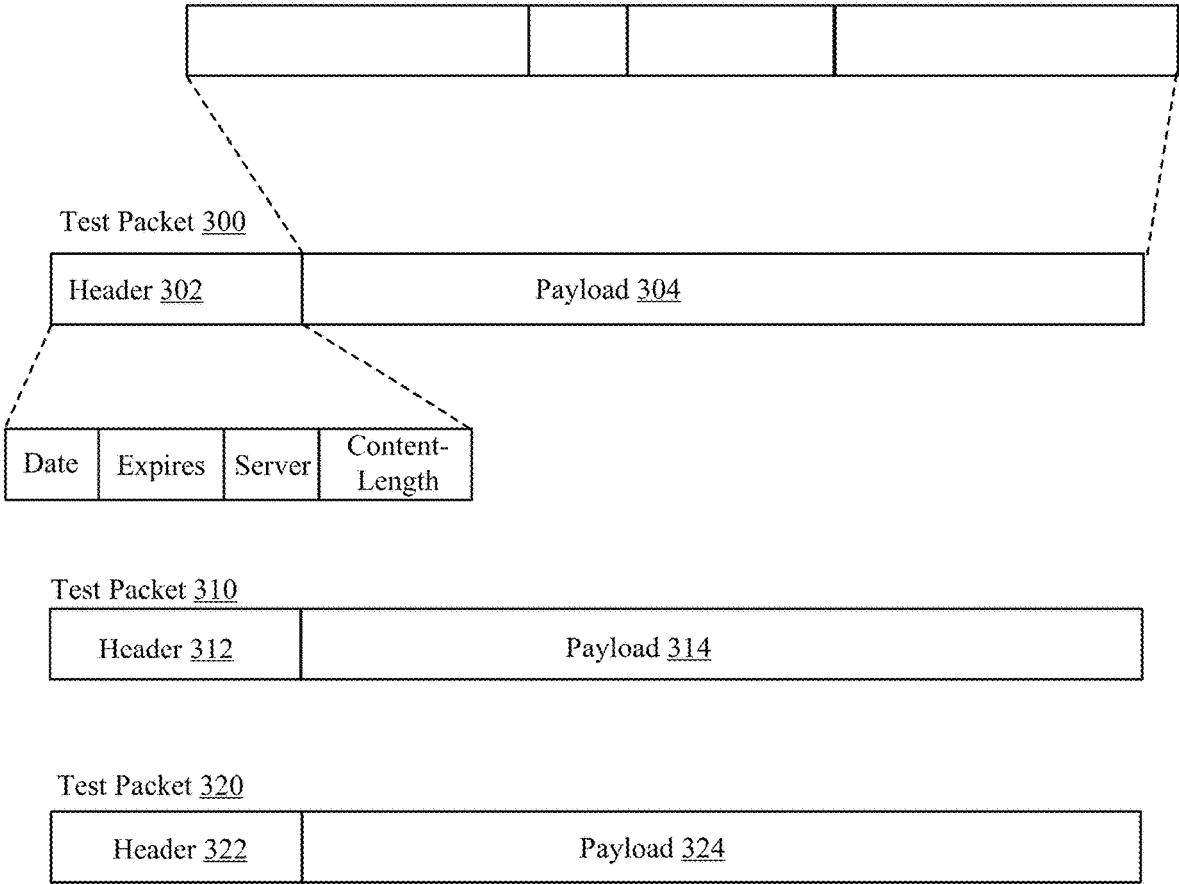 Test Packet 300
Header 302 Payload 304
Date Expires Server Content-
Length
Test Packet 310
Header 312 Payload 314
Test Packet 320
Header 322 Payload 324